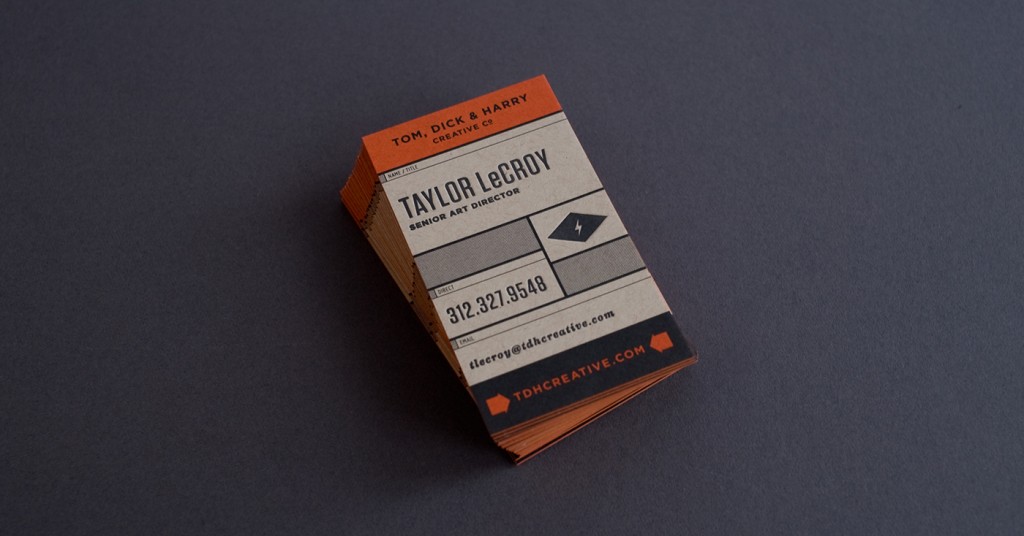 TOM, DICK & HARRY
CREATIVE Cº
NAME / TITLE
TAYLOR LeCROY
SENIOR ART DIRECTOR
DIRECT
312.327.9548
EMAIL
tlecroy@tdhcreative.com
TDHCREATIVE.COM